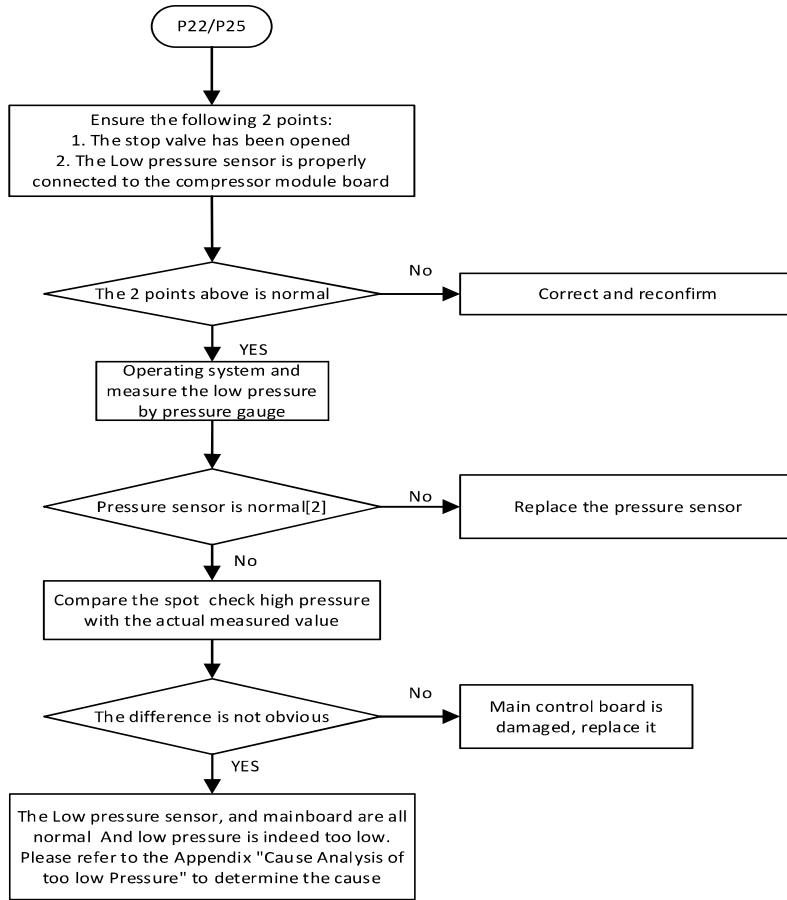 P22/P25
Ensure the following 2 points:
1. The stop valve has been opened
2. The Low pressure sensor is properly
connected to the compressor module board
The 2 points above is normal
No
Correct and reconfirm
YES
Operating system and
measure the low pressure
by pressure gauge
Pressure sensor is normal[2]
No
Replace the pressure sensor
No
Compare the spot check high pressure
with the actual measured value
The difference is not obvious
No
Main control board is
damaged, replace it
YES
The Low pressure sensor, and mainboard are all
normal And low pressure is indeed too low.
Please refer to the Appendix "Cause Analysis of
too low Pressure" to determine the cause